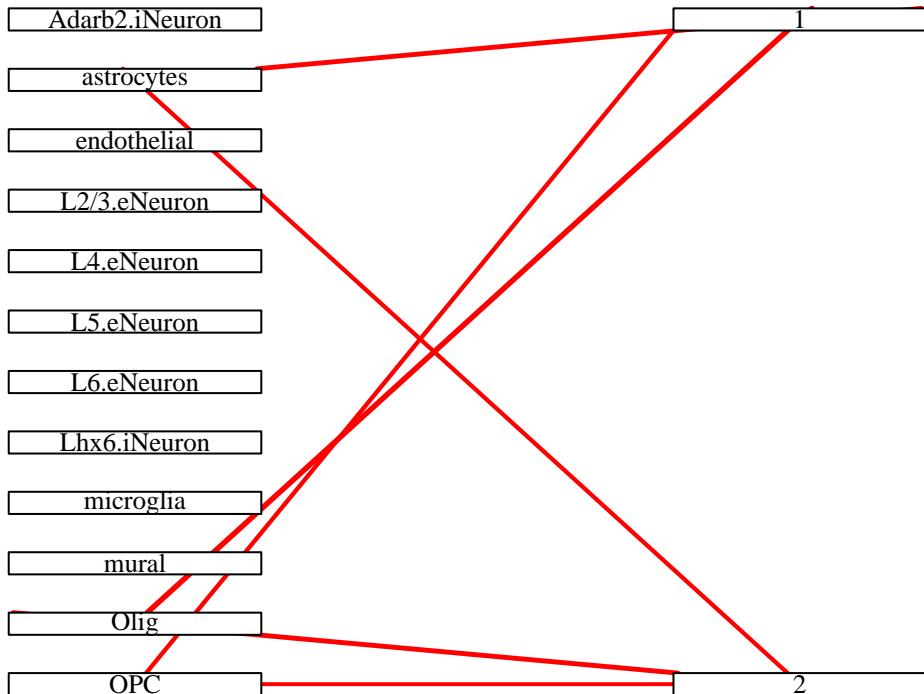 Adarb2.iNeuron
1
astrocytes
endothelial
L2/3.eNeuron
L4.eNeuron
L5.eNeuron
L6.eNeuron
Lhx6.iNeuron
microglia
mural
Olig
OPC
2